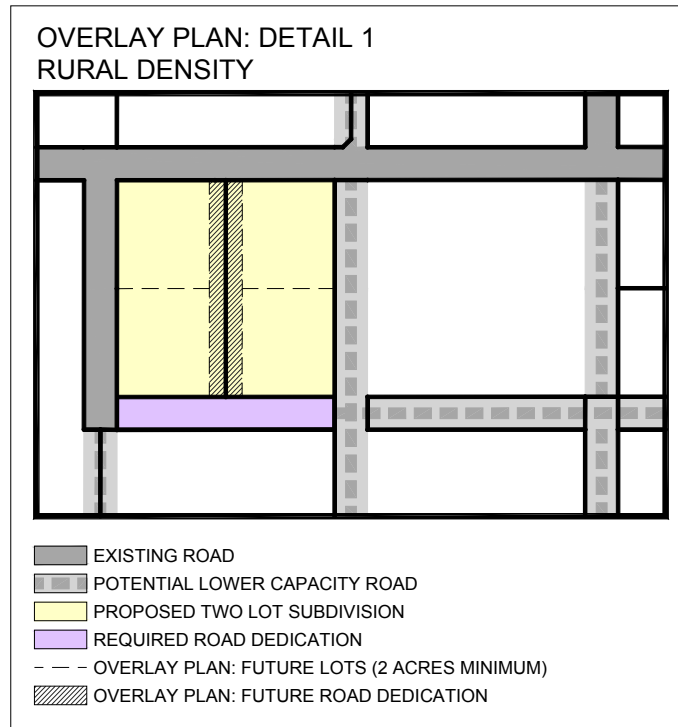 OVERLAY PLAN: DETAIL 1
RURAL DENSITY
EXISTING ROAD
POTENTIAL LOWER CAPACITY ROAD
PROPOSED TWO LOT SUBDIVISION
REQUIRED ROAD DEDICATION
OVERLAY PLAN: FUTURE LOTS (2 ACRES MINIMUM)
OVERLAY PLAN: FUTURE ROAD DEDICATION